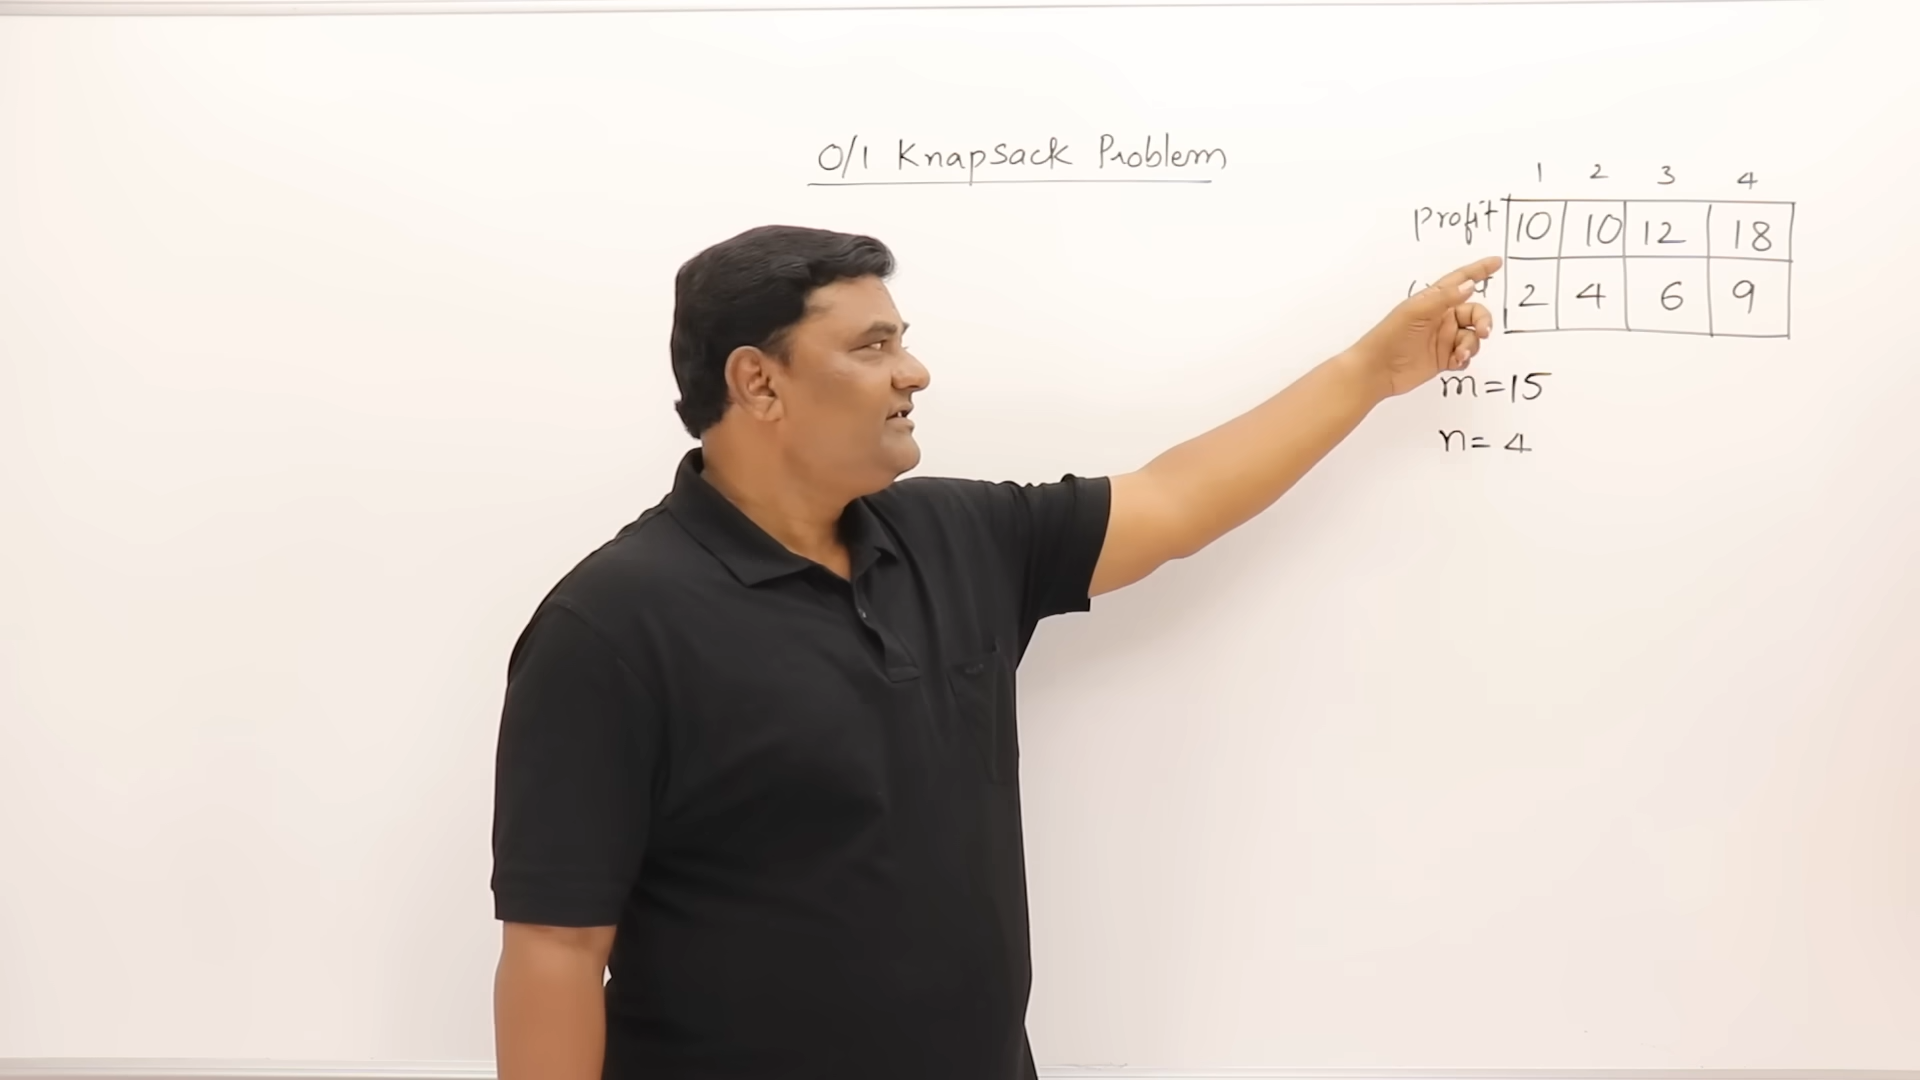 0/1 Knapsack Problem
1 2 3 4
Profit 10 10 12 18
2 4 6 9
m=15
n=4